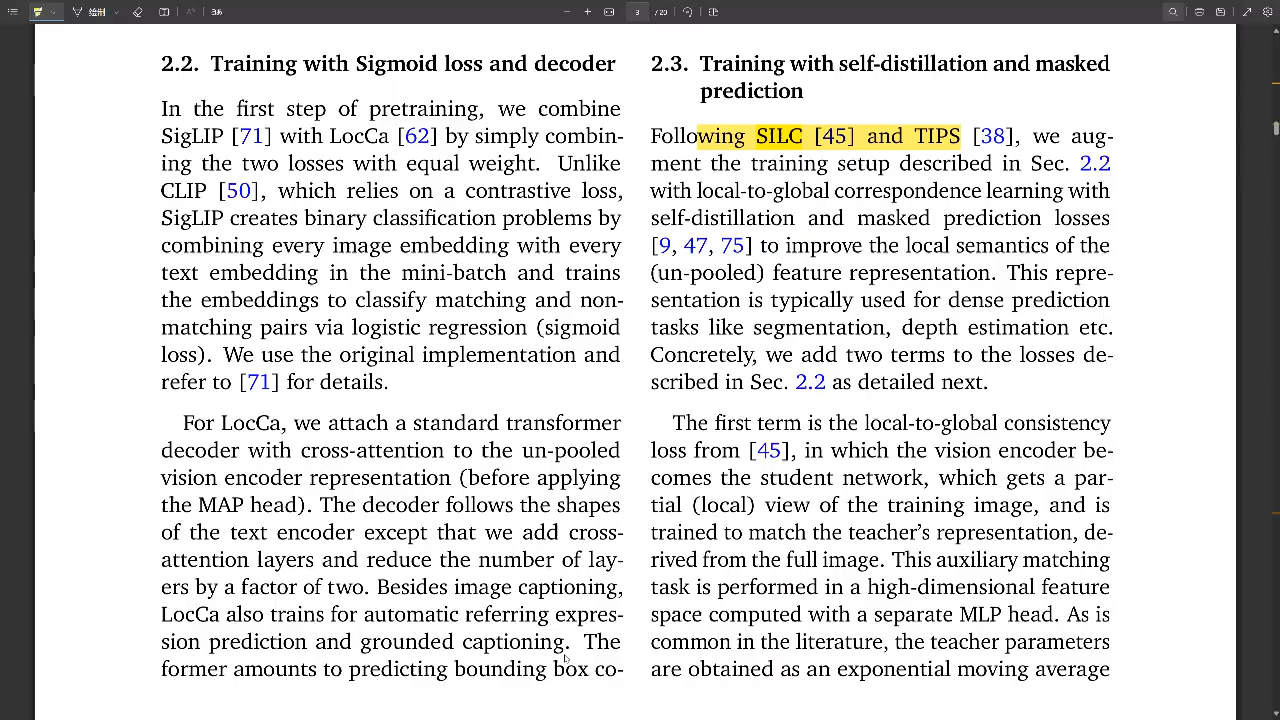 3 / 20
2.2. Training with Sigmoid loss and decoder
In the first step of pretraining, we combine
SigLIP [71] with LocCa [62] by simply combin-
ing the two losses with equal weight. Unlike
CLIP [50], which relies on a contrastive loss,
SigLIP creates binary classification problems by
combining every image embedding with every
text embedding in the mini-batch and trains
the embeddings to classify matching and non-
matching pairs via logistic regression (sigmoid
loss). We use the original implementation and
refer to [71] for details.
For LocCa, we attach a standard transformer
decoder with cross-attention to the un-pooled
vision encoder representation (before applying
the MAP head). The decoder follows the shapes
of the text encoder except that we add cross-
attention layers and reduce the number of lay-
ers by a factor of two. Besides image captioning,
LocCa also trains for automatic referring expres-
sion prediction and grounded captioning. The
former amounts to predicting bounding box co-
2.3. Training with self-distillation and masked
prediction
Following SILC [45] and TIPS [38], we aug-
ment the training setup described in Sec. 2.2
with local-to-global correspondence learning with
self-distillation and masked prediction losses
[9, 47, 75] to improve the local semantics of the
(un-pooled) feature representation. This repre-
sentation is typically used for dense prediction
tasks like segmentation, depth estimation etc.
Concretely, we add two terms to the losses de-
scribed in Sec. 2.2 as detailed next.
The first term is the local-to-global consistency
loss from [45], in which the vision encoder be-
comes the student network, which gets a par-
tial (local) view of the training image, and is
trained to match the teacher's representation, de-
rived from the full image. This auxiliary matching
task is performed in a high-dimensional feature
space computed with a separate MLP head. As is
common in the literature, the teacher parameters
are obtained as an exponential moving average